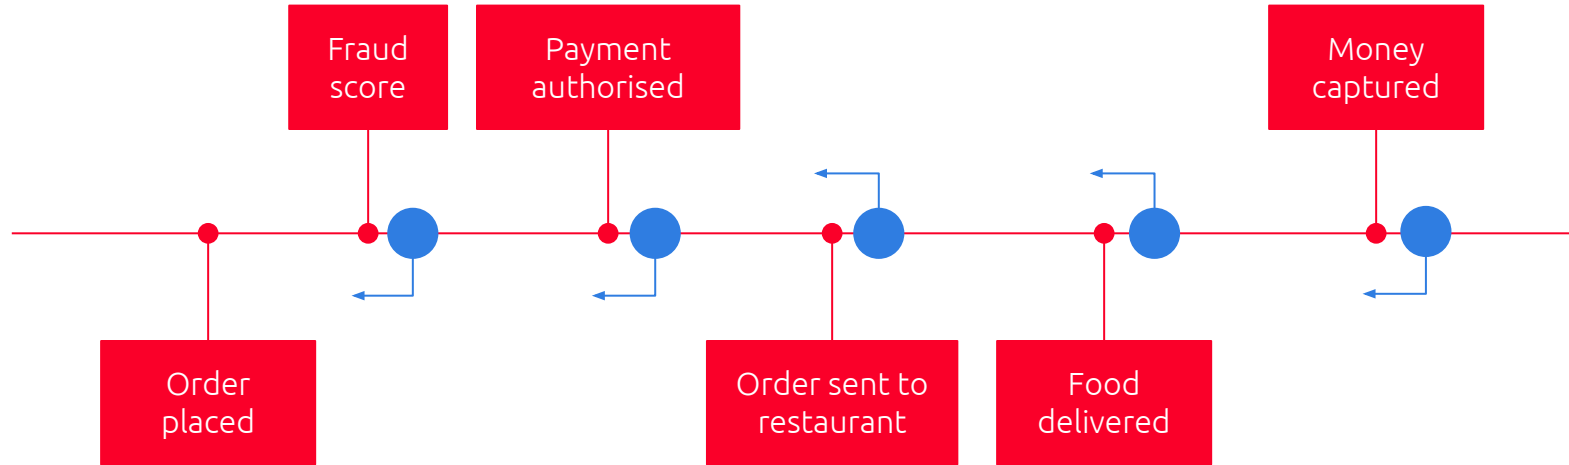 Fraud
score
Payment
authorised
Money
captured
Order
placed
Order sent to
restaurant
Food
delivered